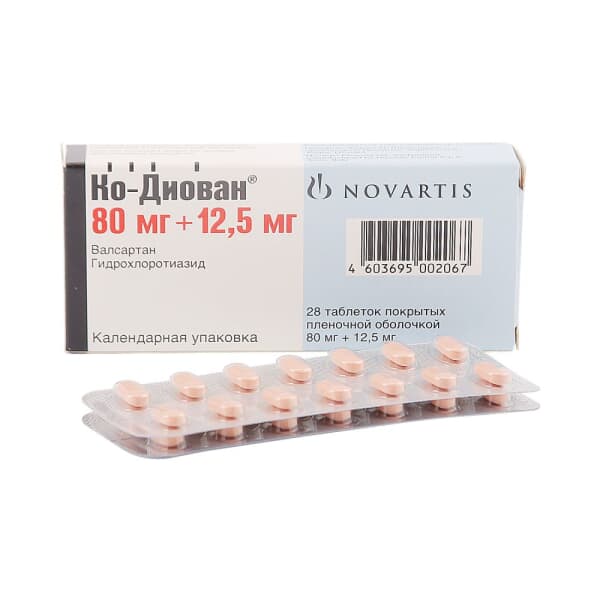 Ко-Диован®
80 мг + 12,5 мг
Валсартан
Гидрохлоротиазид
Календарная упаковка
NOVARTIS
4 603695 002067
28 таблеток покрытых
пленочной оболочкой
80 мг + 12,5 мг